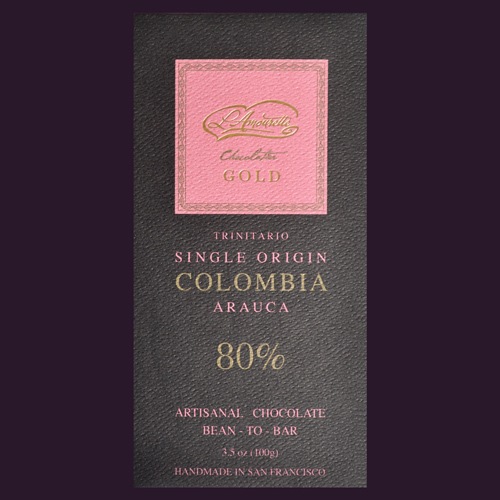 L'Amourette
Chocolatier
GOLD
TRINITARIO
SINGLE ORIGIN
COLOMBIA
ARAUCA
80%
ARTISANAL CHOCOLATE
BEAN - TO - BAR
3.5 oz (100g)
HANDMADE IN SAN FRANCISCO